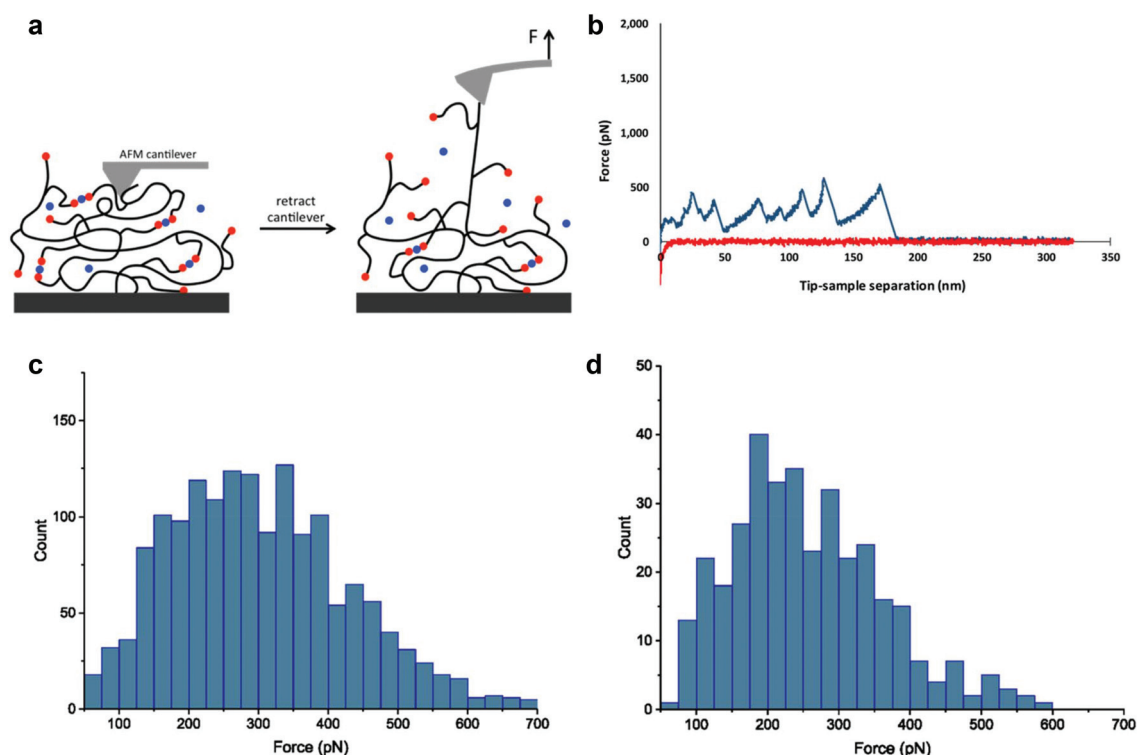 a
F
AFM cantilever
retract
cantilever
b
2,000
1,500
1,000
500
0
0
50
100
150
200
250
300
350
Force (pN)
Tip-sample separation (nm)
c
150
100
50
0
100
200
300
400
500
600
700
Count
Force (pN)
d
50
40
30
20
10
0
100
200
300
400
500
600
700
Count
Force (pN)